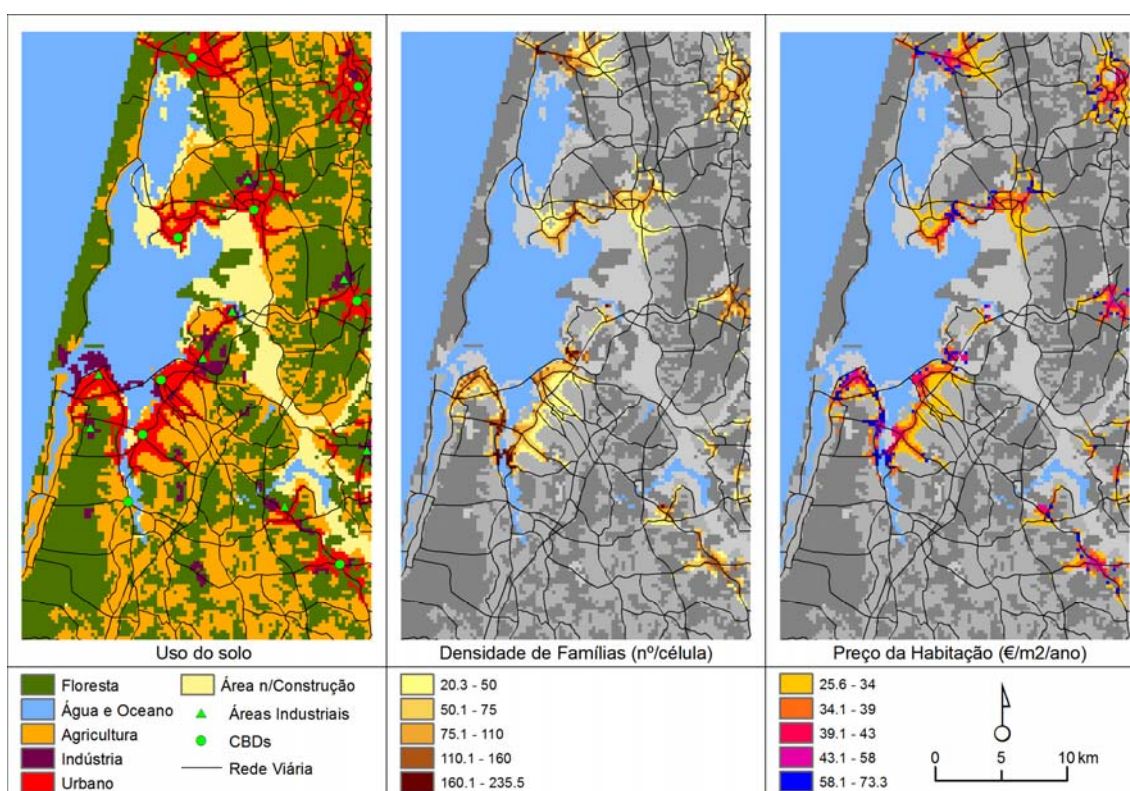 Uso do solo
Densidade de Famílias (nº/célula)
Preço da Habitação (€/m2/ano)
Floresta
Água e Oceano
Agricultura
Indústria
Urbano
Área n/Construção
Áreas Industriais
CBDs
Rede Viária
20.3 - 50
50.1 - 75
75.1 - 110
110.1 - 160
160.1 - 235.5
25.6 - 34
34.1 - 39
39.1 - 43
43.1 - 58
58.1 - 73.3
0 5 10 km